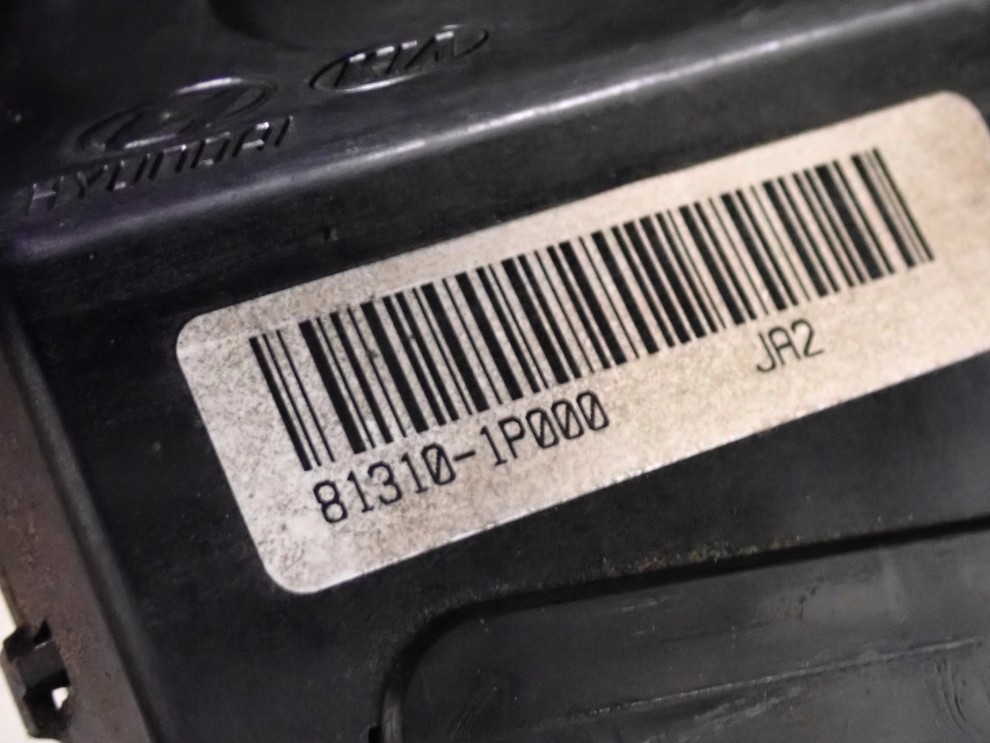 KIA
HYUNDAI
JA2
81310-1P000